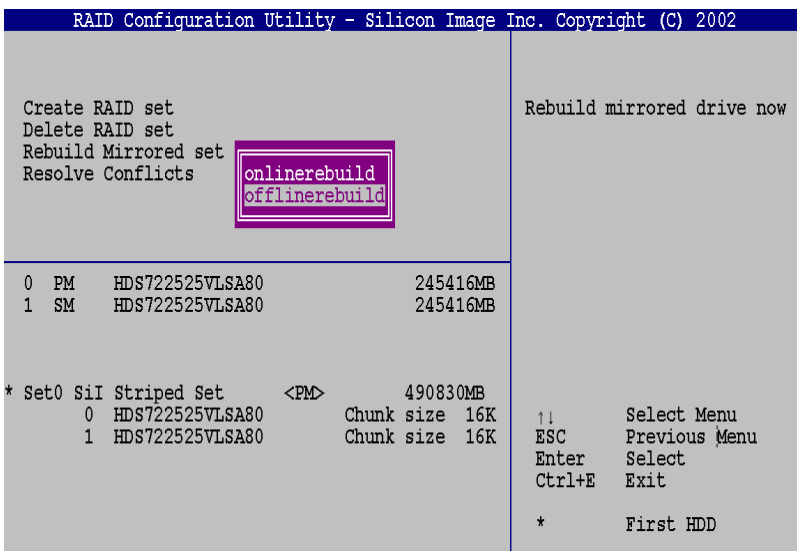 RAID Configuration Utility - Silicon Image Inc. Copyright (C) 2002
Create RAID set
Delete RAID set
Rebuild Mirrored set
Resolve Conflicts
onlinerebuild
offlinerebuild
Rebuild mirrored drive now
0 PM HDS722525VLSA80 245416MB
1 SM HDS722525VLSA80 245416MB
* Set0 SiI Striped Set <PM> 490830MB
0 HDS722525VLSA80 Chunk size 16K
1 HDS722525VLSA80 Chunk size 16K
↑↓ Select Menu
ESC Previous Menu
Enter Select
Ctrl+E Exit
* First HDD